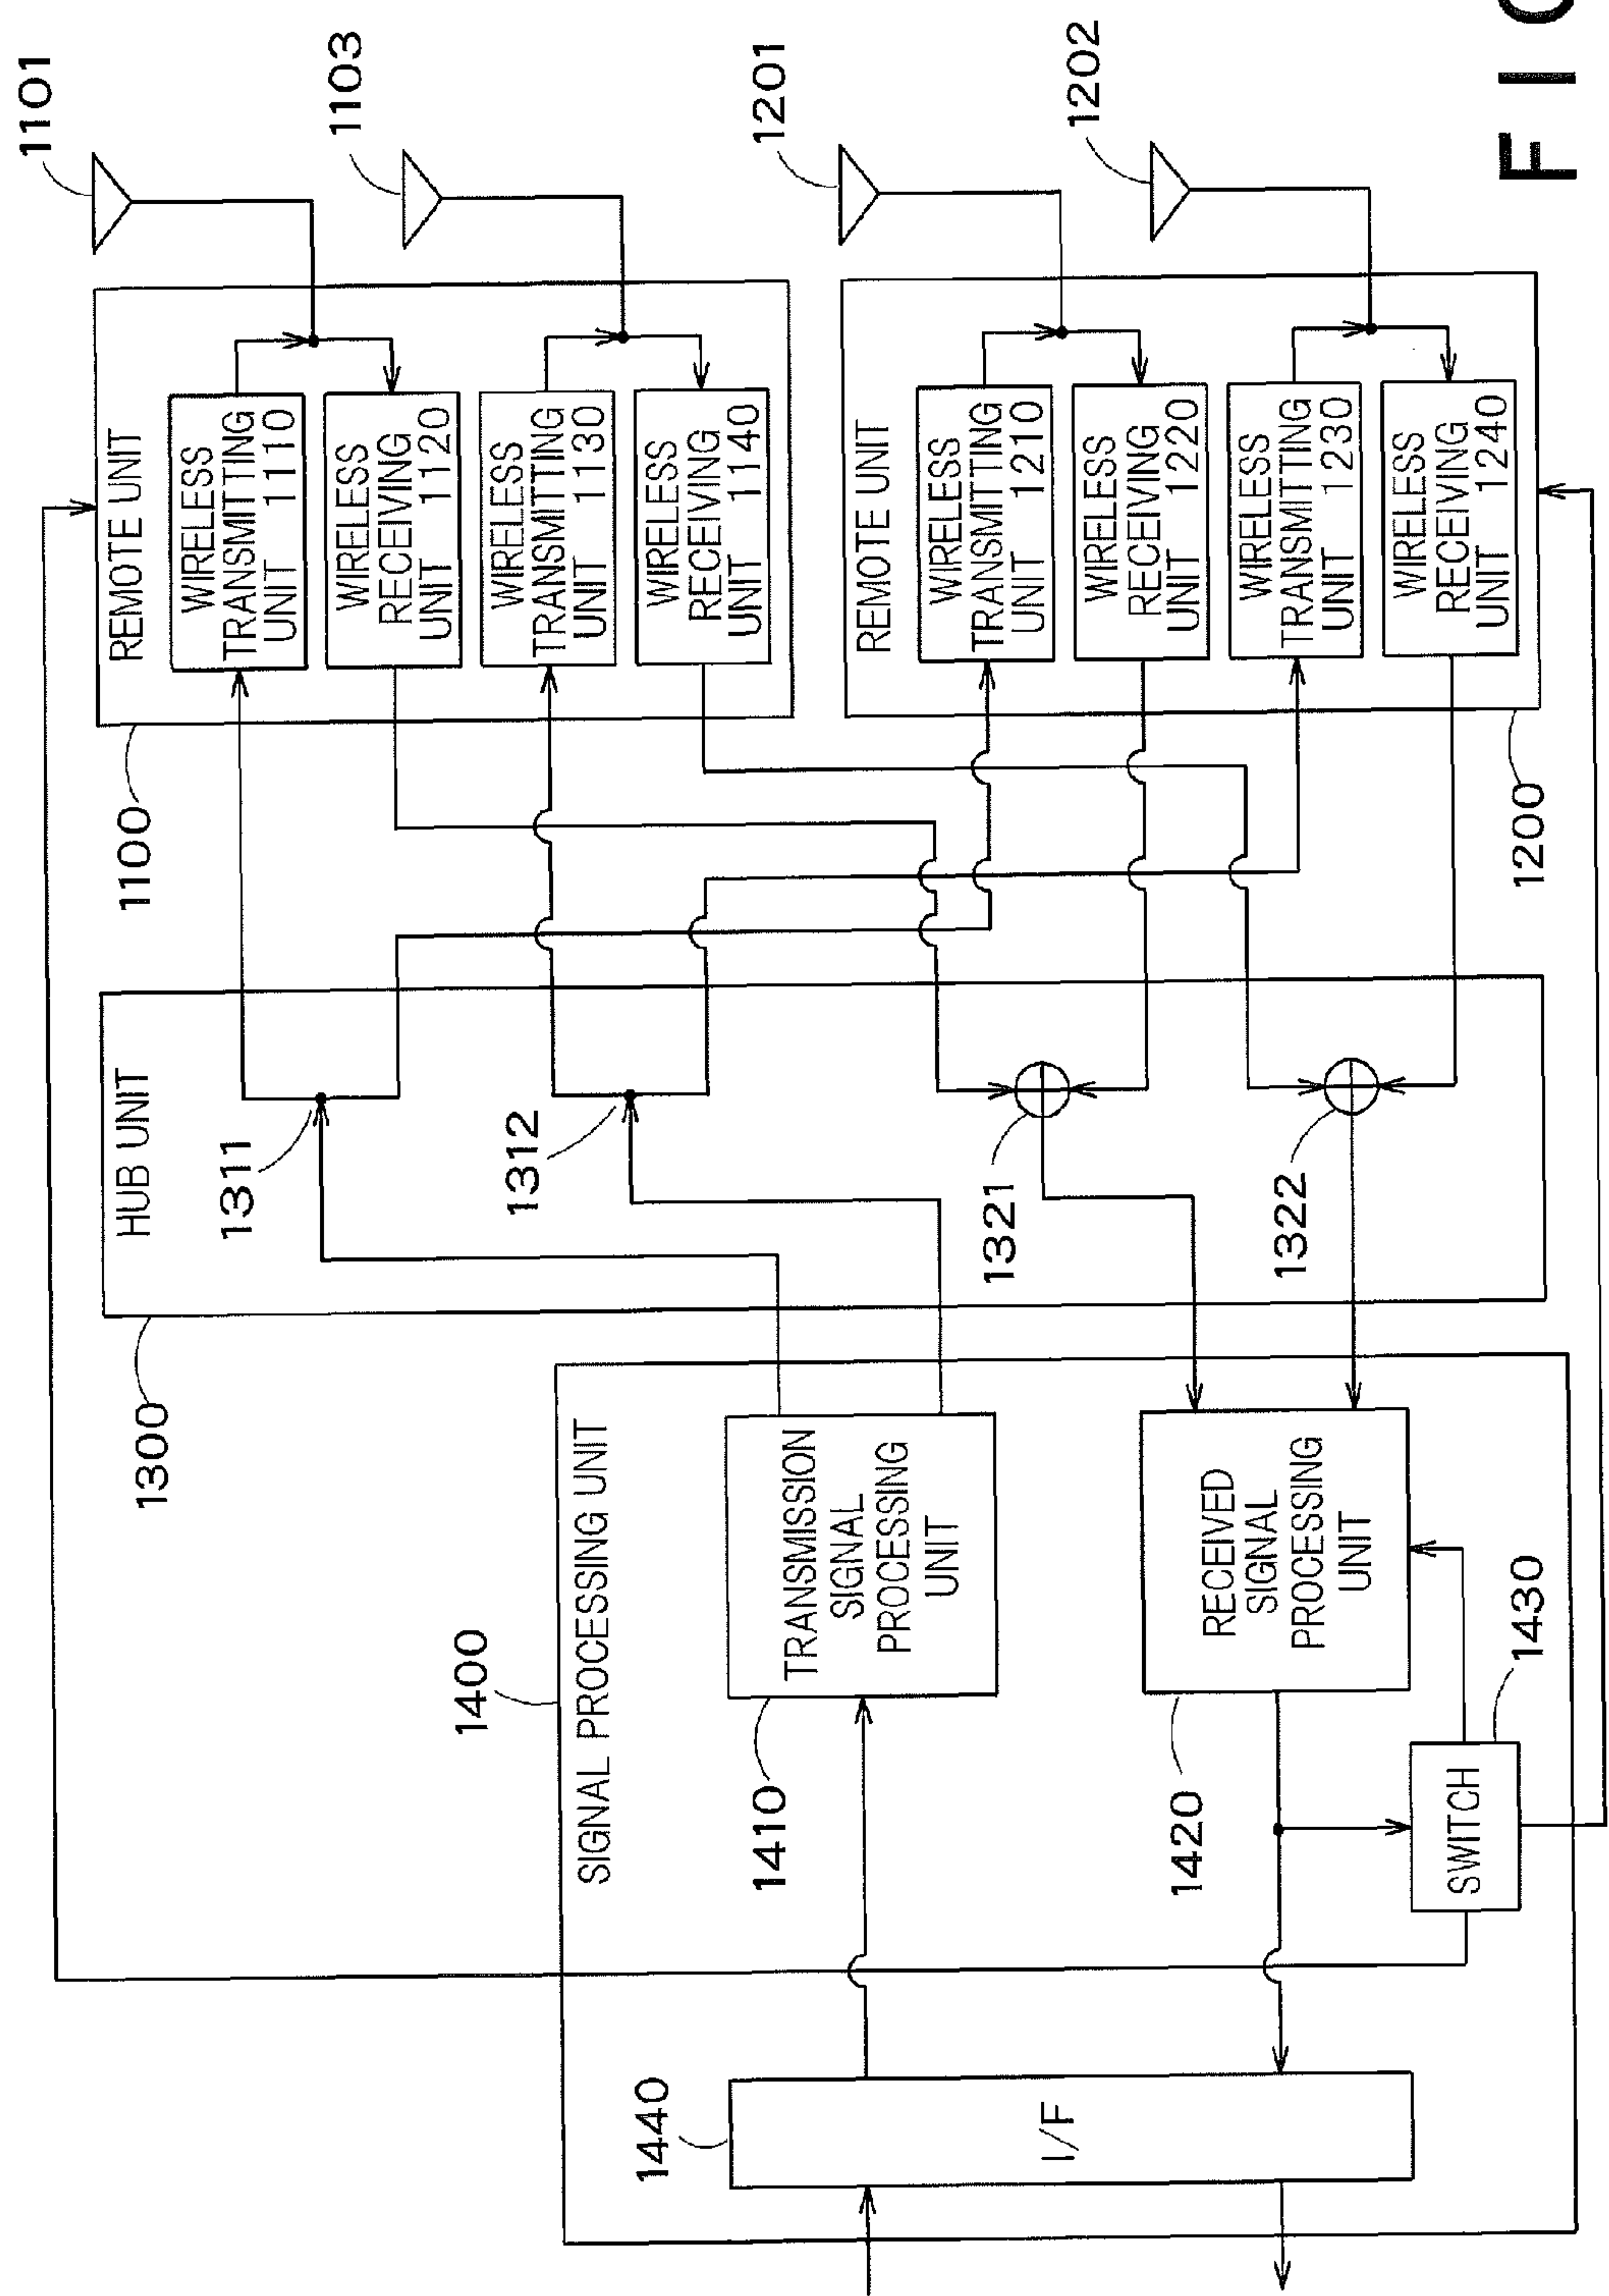 1101
1103
1201
1202
REMOTE UNIT
WIRELESS
TRANSMITTING
UNIT 1110
WIRELESS
RECEIVING
UNIT 1120
WIRELESS
TRANSMITTING
UNIT 1130
WIRELESS
RECEIVING
UNIT 1140
1100
REMOTE UNIT
WIRELESS
TRANSMITTING
UNIT 1210
WIRELESS
RECEIVING
UNIT 1220
WIRELESS
TRANSMITTING
UNIT 1230
WIRELESS
RECEIVING
UNIT 1240
1200
HUB UNIT
1311
1312
1321
1322
1300
SIGNAL PROCESSING UNIT
1400
TRANSMISSION
SIGNAL
PROCESSING
UNIT
1410
RECEIVED
SIGNAL
PROCESSING
UNIT
1420
SWITCH
1430
I/F
1440